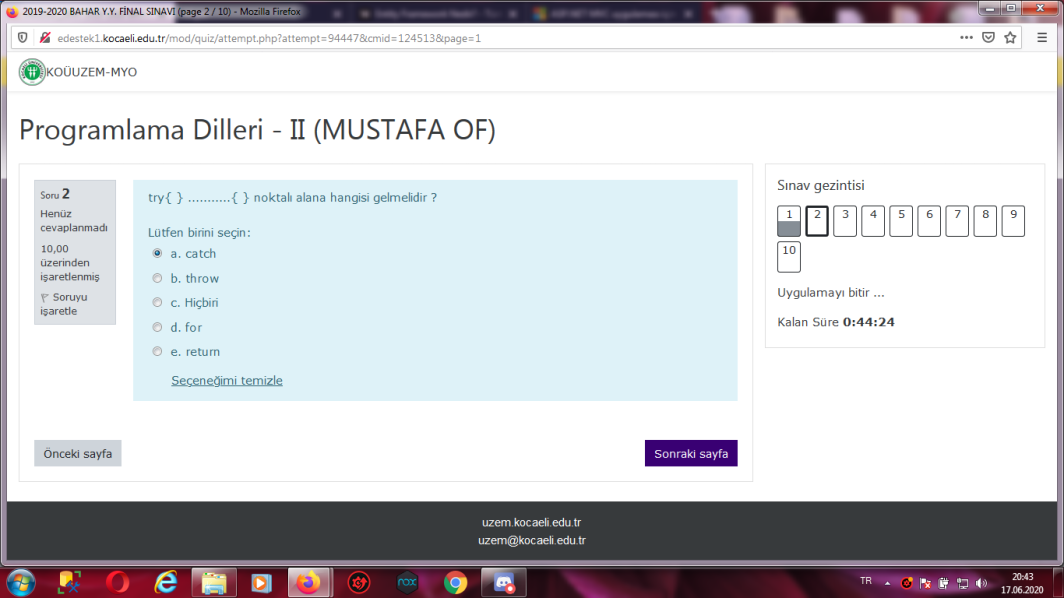 2019-2020 BAHAR Y.Y. FİNAL SINAVI (page 2 / 10) - Mozilla Firefox
edestek1.kocaeli.edu.tr/mod/quiz/attempt.php?attempt=94447&cmid=124513&page=1
KOÜUZEM-MYO
Programlama Dilleri - II (MUSTAFA OF)
Soru 2
Henüz
cevaplanmadı
10,00
üzerinden
işaretlenmiş
Soruyu
işaretle
try{ } ...........{ } noktalı alana hangisi gelmelidir ?
Lütfen birini seçin:
a. catch
b. throw
c. Hiçbiri
d. for
e. return
Seçeneğimi temizle
Önceki sayfa
Sonraki sayfa
Sınav gezintisi
1 2 3 4 5 6 7 8 9
10
Uygulamayı bitir ...
Kalan Süre 0:44:24
uzem.kocaeli.edu.tr
uzem@kocaeli.edu.tr
nox
TR
20:43
17.06.2020